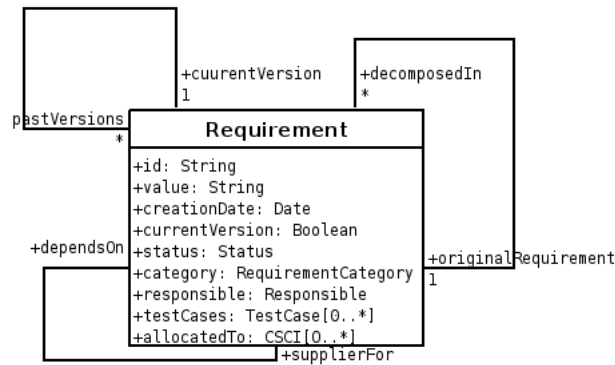 +cuurentVersion
1
+decomposedIn
*
pastVersions
*
Requirement
+id: String
+value: String
+creationDate: Date
+currentVersion: Boolean
+status: Status
+category: RequirementCategory
+responsible: Responsible
+testCases: TestCase[0..*]
+allocatedTo: CSCI[0..*]
+dependsOn
+originalRequirement
1
+supplierFor